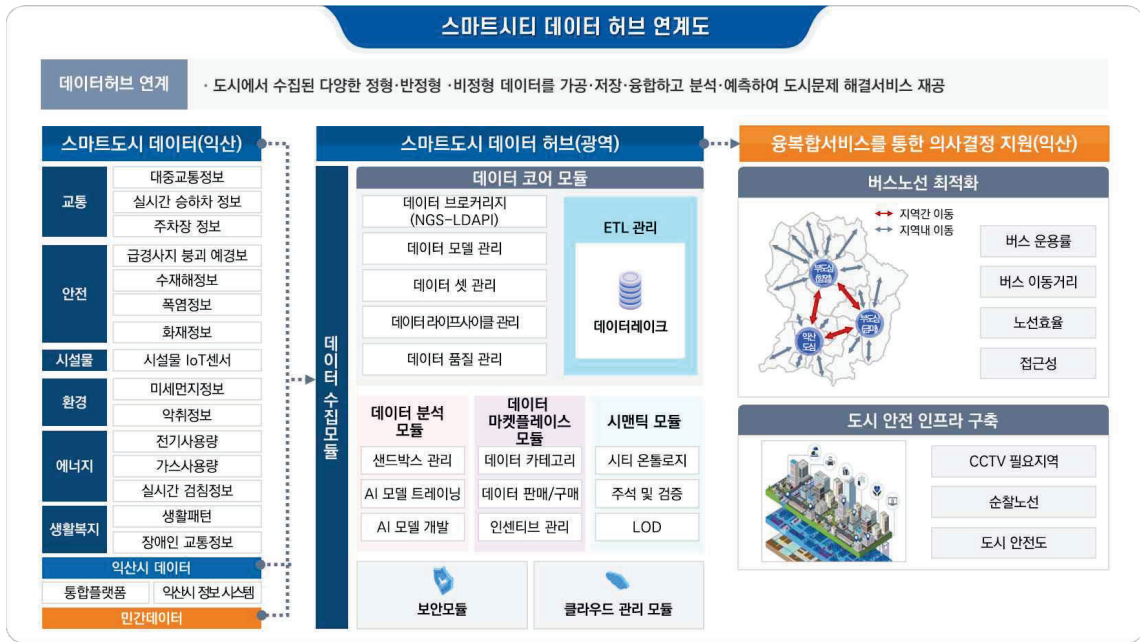 스마트시티 데이터 허브 연계도
데이터허브 연계
· 도시에서 수집된 다양한 정형·반정형 ·비정형 데이터를 가공·저장·융합하고 분석·예측하여 도시문제 해결서비스 재공
스마트도시 데이터(익산)
교통
대중교통정보
실시간 승하차 정보
주차장 정보
안전
급경사지 붕괴 예경보
수재해정보
폭염정보
화재정보
시설물
시설물 IoT센서
환경
미세먼지정보
악취정보
에너지
전기사용량
가스사용량
실시간 검침정보
생활복지
생활패턴
장애인 교통정보
익산시 데이터
통합플랫폼
익산시 정보 시스템
민간데이터
스마트도시 데이터 허브(광역)
데이터 수집모듈
데이터 코어 모듈
데이터 브로커리지
(NGS-LDAPI)
데이터 모델 관리
데이터 셋 관리
데이터 라이프사이클 관리
데이터 품질 관리
ETL 관리
데이터레이크
데이터 분석
모듈
샌드박스 관리
AI 모델 트레이닝
AI 모델 개발
데이터
마켓플레이스
모듈
데이터 카테고리
데이터 판매/구매
인센티브 관리
시맨틱 모듈
시티 온톨로지
주석 및 검증
LOD
보안모듈
클라우드 관리 모듈
융복합서비스를 통한 의사결정 지원(익산)
버스노선 최적화
지역간 이동
지역내 이동
부도심
(함열)
부도심
익산
도심
버스 운용률
버스 이동거리
노선효율
접근성
도시 안전 인프라 구축
CCTV 필요지역
순찰노선
도시 안전도